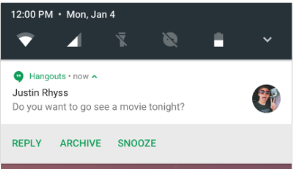 12:00 PM • Mon, Jan 4
Hangouts • now
Justin Rhyss
Do you want to go see a movie tonight?
REPLY ARCHIVE SNOOZE